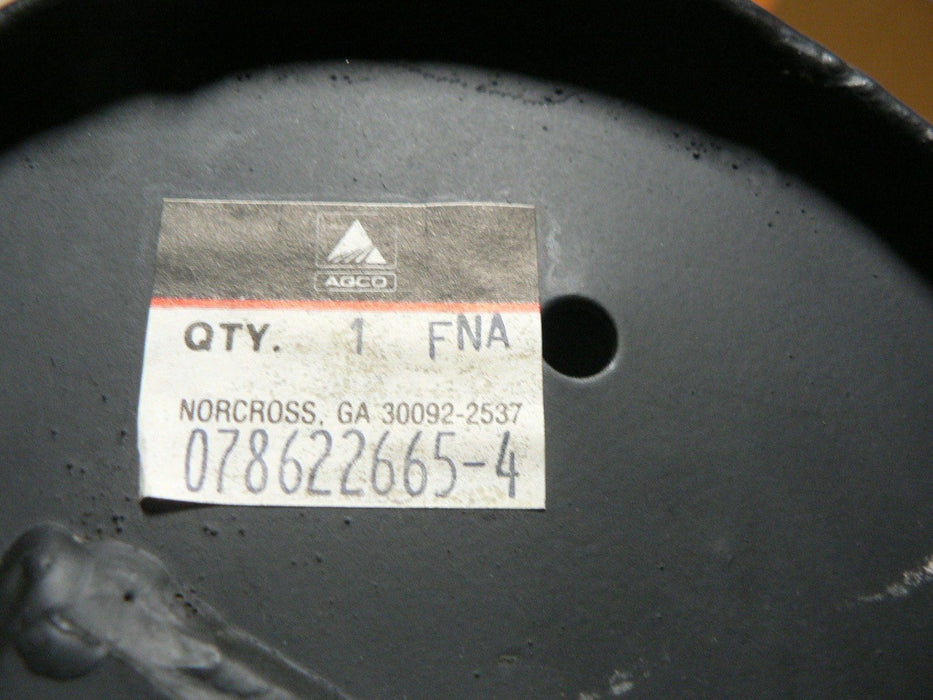 AGCO
QTY. 1 FNA
NORCROSS, GA 30092-2537
078622665-4